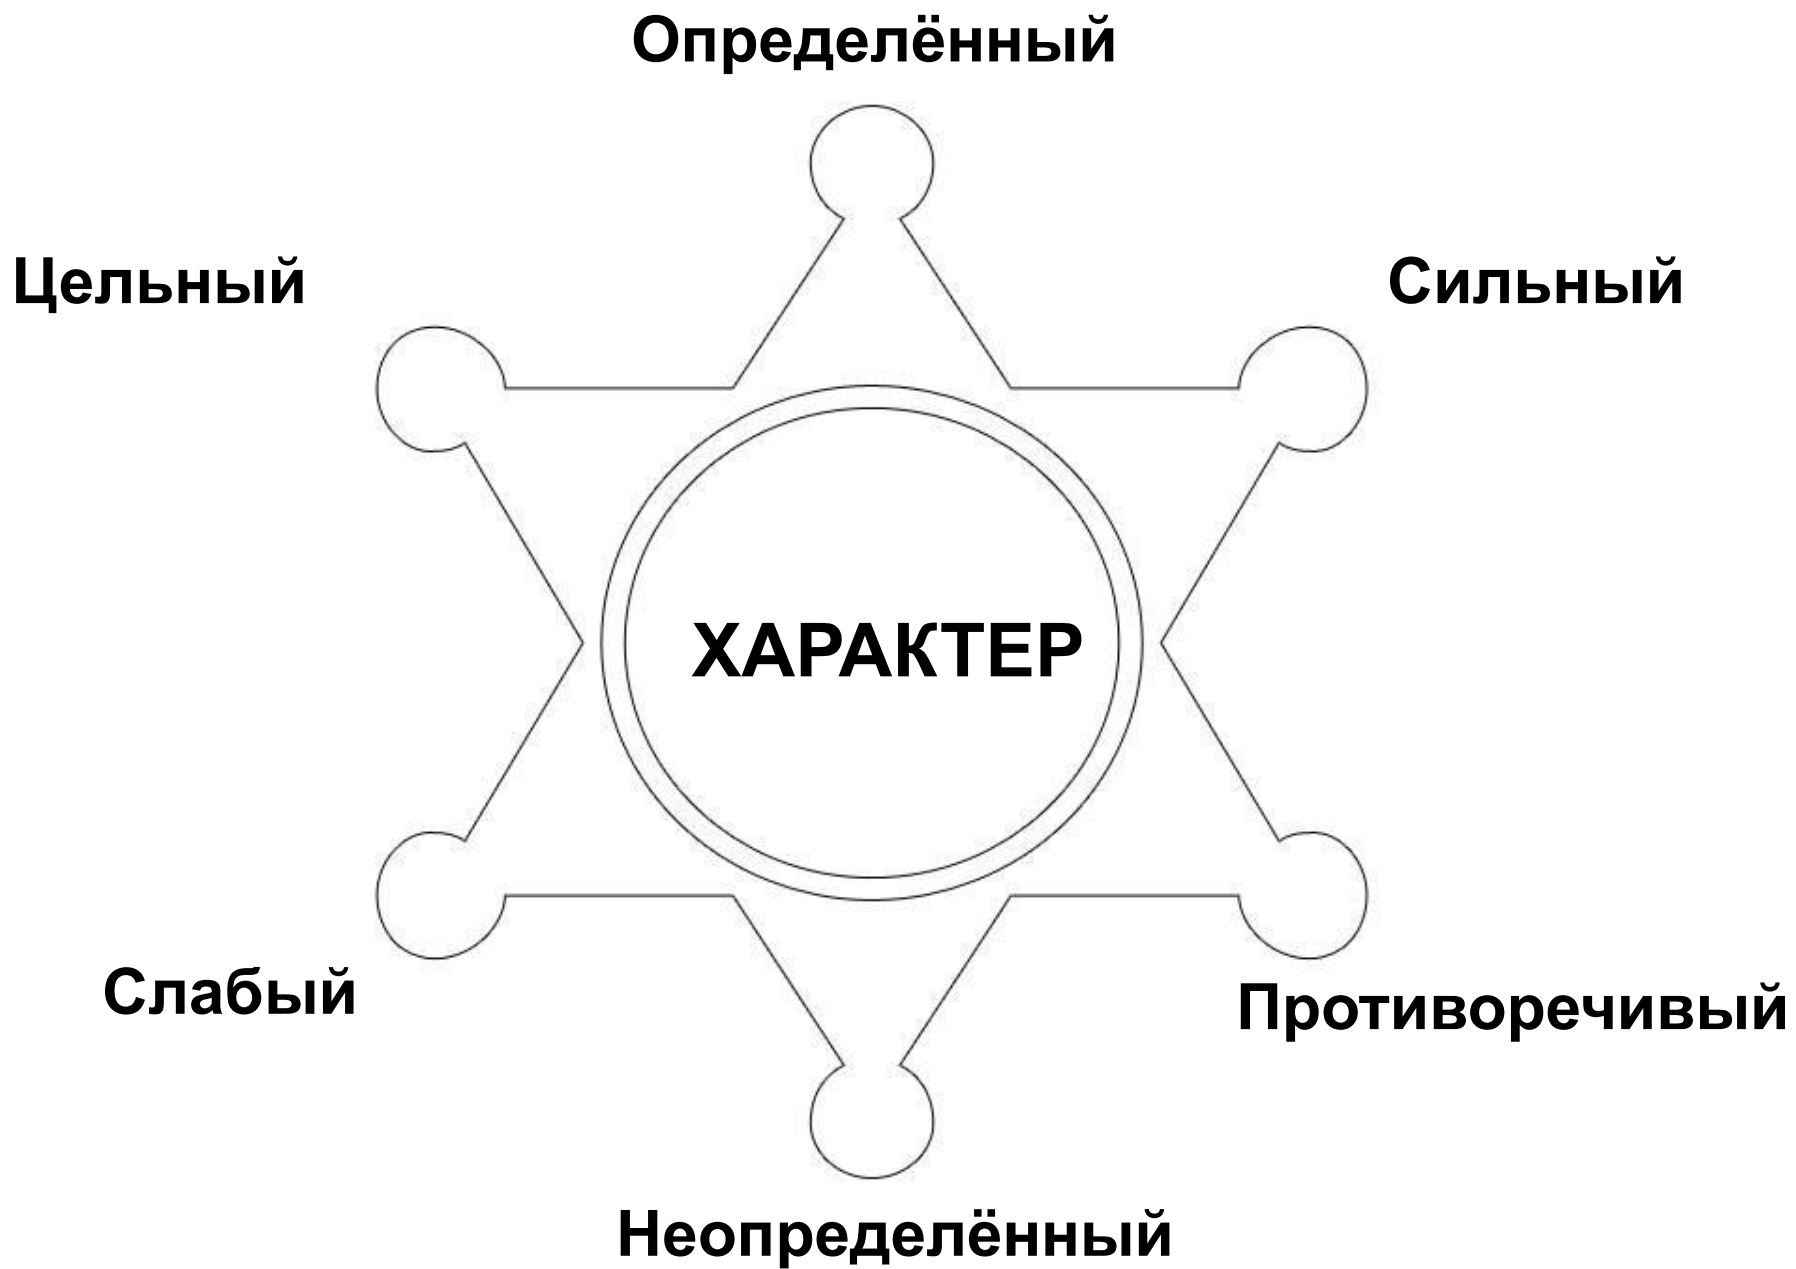 Определённый
Цельный
Сильный
ХАРАКТЕР
Слабый
Противоречивый
Неопределённый